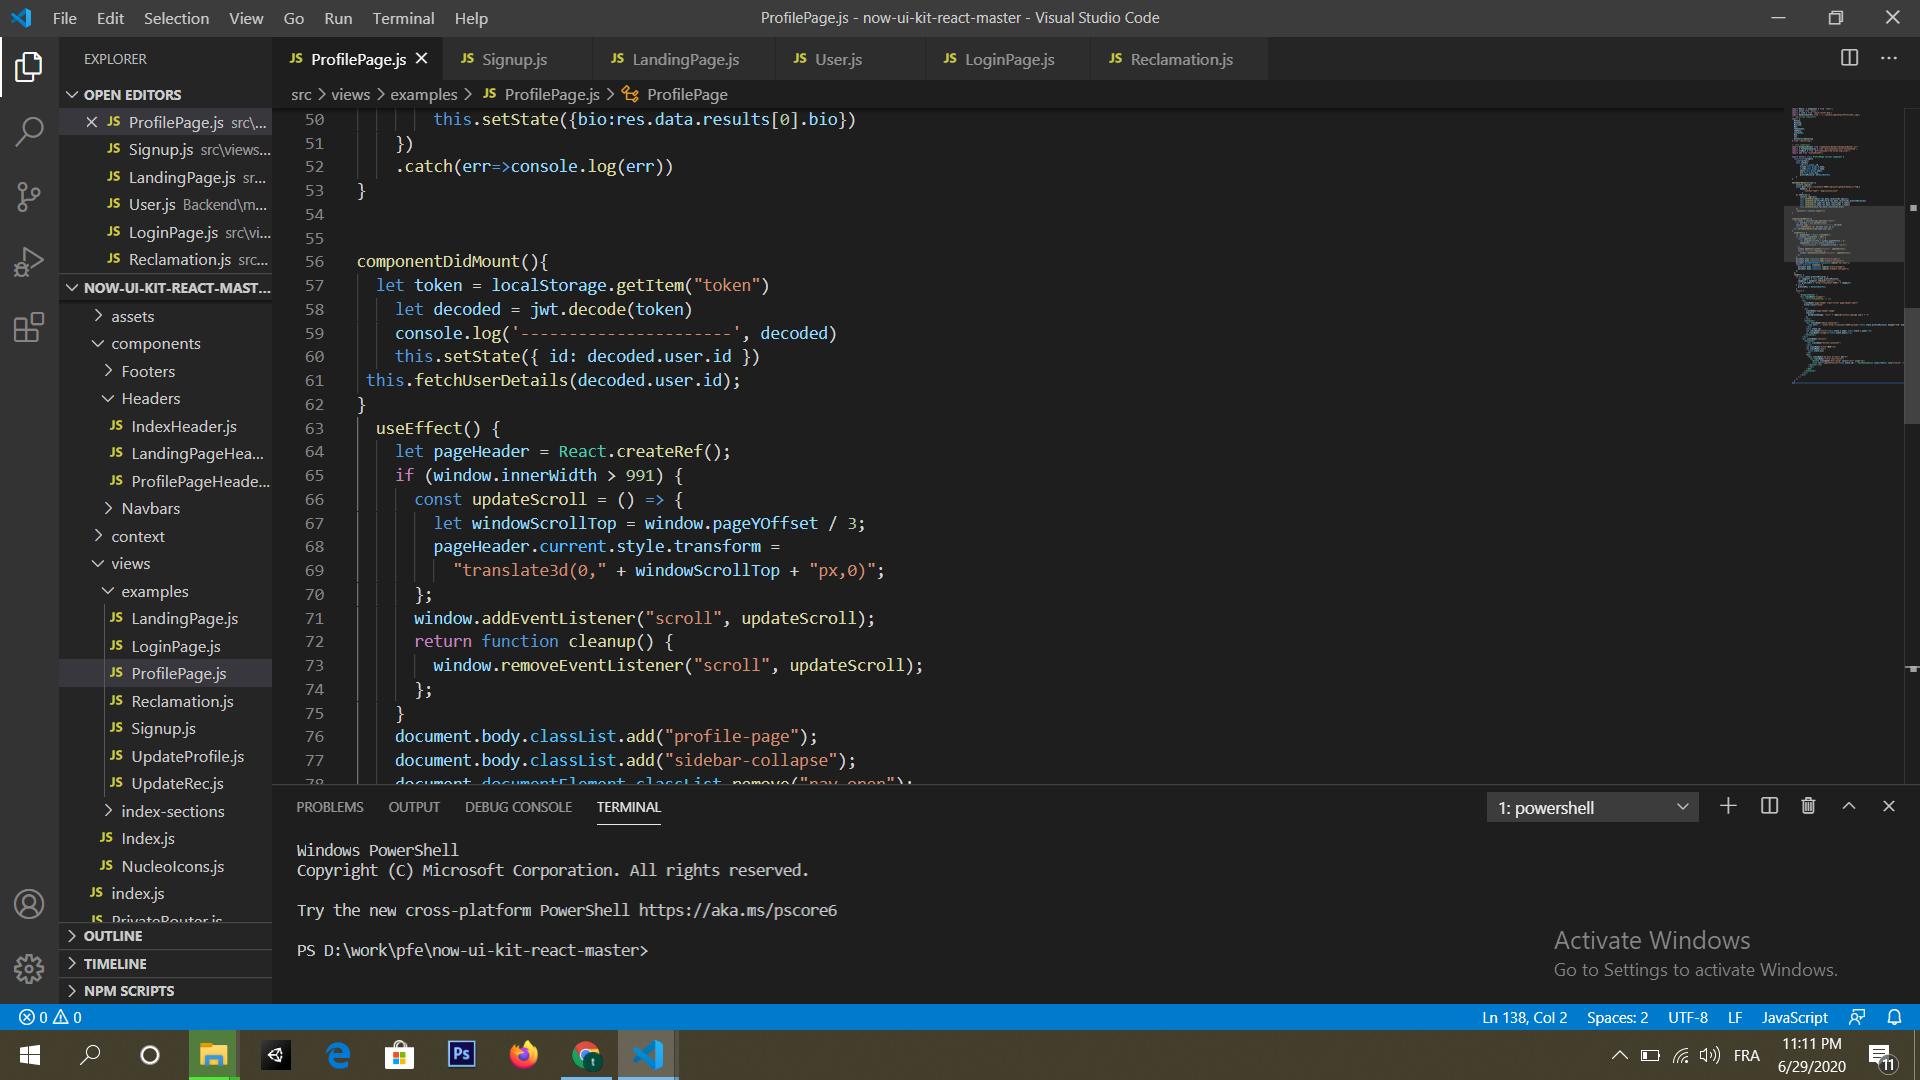 File Edit Selection View Go Run Terminal Help
ProfilePage.js - now-ui-kit-react-master - Visual Studio Code
EXPLORER
JS ProfilePage.js
JS Signup.js
JS LandingPage.js
JS User.js
JS LoginPage.js
JS Reclamation.js
OPEN EDITORS
src > views > examples > JS ProfilePage.js > ProfilePage
JS ProfilePage.js src\...
JS Signup.js src\views...
JS LandingPage.js sr...
JS User.js Backend\m...
JS LoginPage.js src\vi...
JS Reclamation.js src...
NOW-UI-KIT-REACT-MAST...
assets
components
Footers
Headers
JS IndexHeader.js
JS LandingPageHea...
JS ProfilePageHeade...
Navbars
context
views
examples
JS LandingPage.js
JS LoginPage.js
JS ProfilePage.js
JS Reclamation.js
JS Signup.js
JS UpdateProfile.js
JS UpdateRec.js
index-sections
JS Index.js
JS NucleoIcons.js
JS index.js
JS PrivateRouter.js
OUTLINE
TIMELINE
NPM SCRIPTS
50 this.setState({bio:res.data.results[0].bio})
51 })
52 .catch(err=>console.log(err))
53 }
54
55
56 componentDidMount(){
57 let token = localStorage.getItem("token")
58 let decoded = jwt.decode(token)
59 console.log('----------------------', decoded)
60 this.setState({ id: decoded.user.id })
61 this.fetchUserDetails(decoded.user.id);
62 }
63 useEffect() {
64 let pageHeader = React.createRef();
65 if (window.innerWidth > 991) {
66 const updateScroll = () => {
67 let windowScrollTop = window.pageYOffset / 3;
68 pageHeader.current.style.transform =
69 "translate3d(0," + windowScrollTop + "px,0)";
70 };
71 window.addEventListener("scroll", updateScroll);
72 return function cleanup() {
73 window.removeEventListener("scroll", updateScroll);
74 };
75 }
76 document.body.classList.add("profile-page");
77 document.body.classList.add("sidebar-collapse");
78 document.documentElement.classList.remove("nav-open");
PROBLEMS OUTPUT DEBUG CONSOLE TERMINAL
1: powershell
Windows PowerShell
Copyright (C) Microsoft Corporation. All rights reserved.
Try the new cross-platform PowerShell https://aka.ms/pscore6
PS D:\work\pfe\now-ui-kit-react-master>
Activate Windows
Go to Settings to activate Windows.
0 0
Ln 138, Col 2 Spaces: 2 UTF-8 LF JavaScript
Ps
t
FRA
11:11 PM
6/29/2020
11